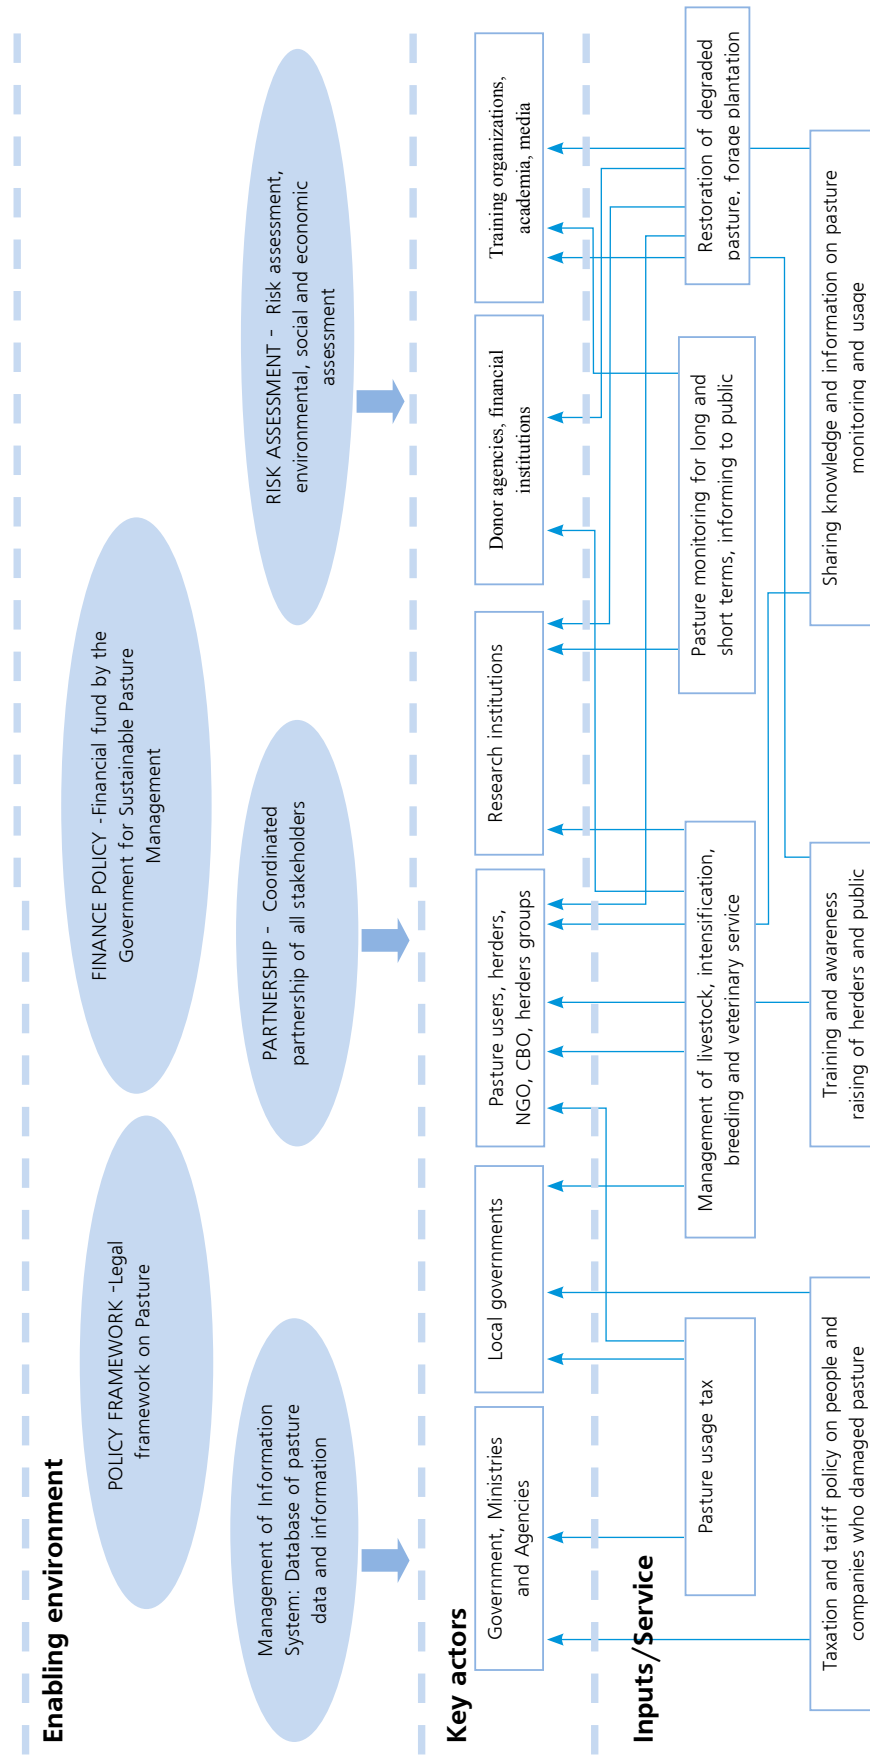 Enabling environment
POLICY FRAMEWORK -Legal
framework on Pasture
FINANCE POLICY -Financial fund by the
Government for Sustainable Pasture
Management
Management of Information
System: Database of pasture
data and information
PARTNERSHIP - Coordinated
partnership of all stakeholders
RISK ASSESSMENT - Risk assessment,
environmental, social and economic
assessment
Key actors
Government, Ministries
and Agencies
Local governments
Pasture users, herders,
NGO, CBO, herders groups
Research institutions
Donor agencies, financial
institutions
Training organizations,
academia, media
Inputs/Service
Pasture usage tax
Management of livestock, intensification,
breeding and veterinary service
Pasture monitoring for long and
short terms, informing to public
Restoration of degraded
pasture, forage plantation
Taxation and tariff policy on people and
companies who damaged pasture
Training and awareness
raising of herders and public
Sharing knowledge and information on pasture
monitoring and usage